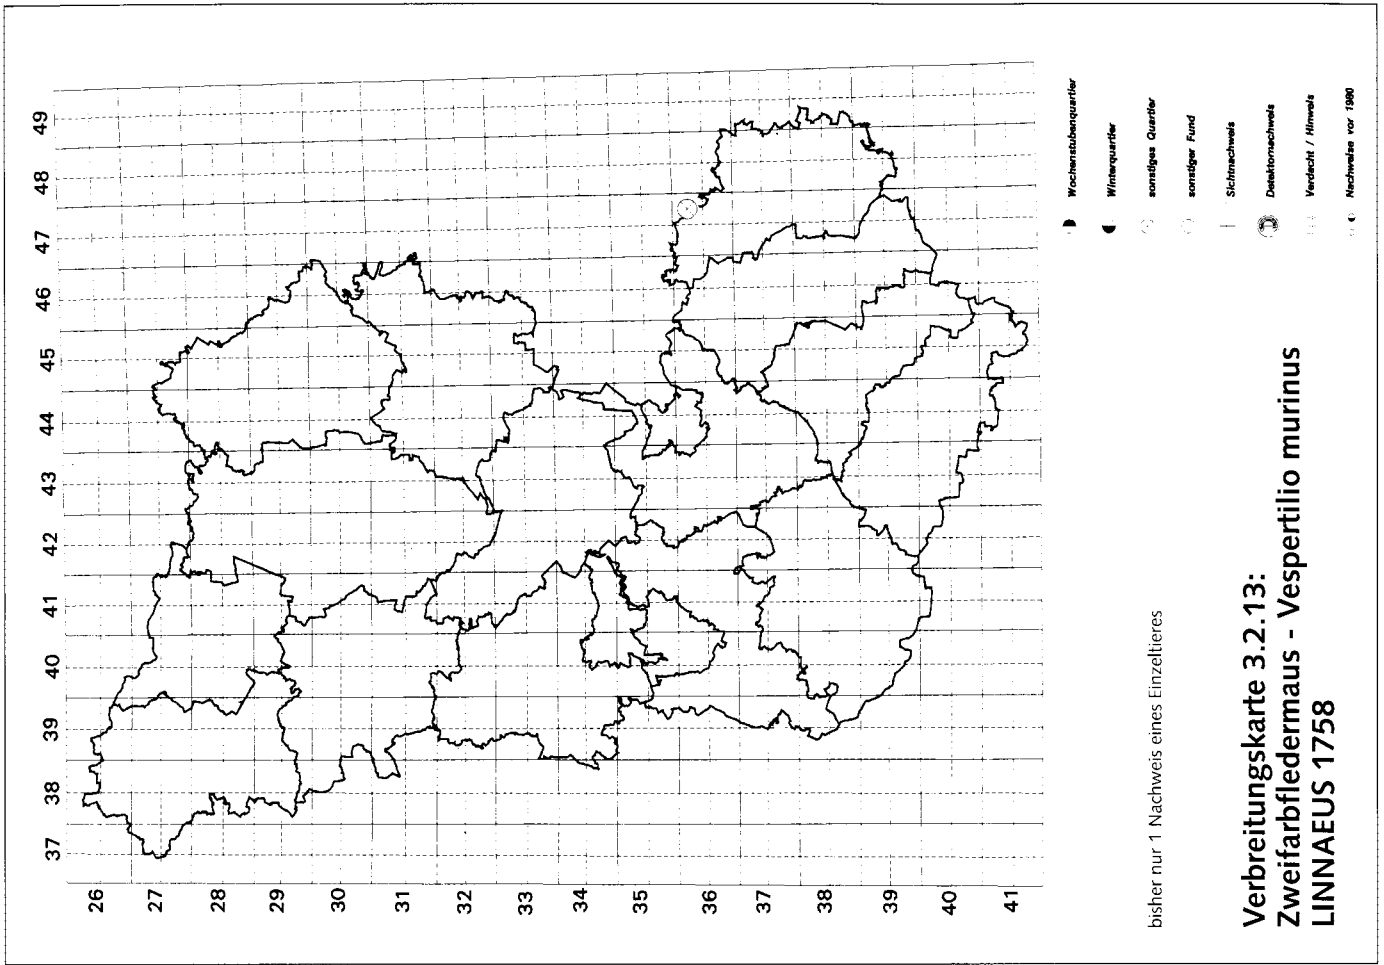 49
48
47
46
45
44
43
42
41
40
39
38
37
26
27
28
29
30
31
32
33
34
35
36
37
38
39
40
41
Wochenstubenquartier
Winterquartier
sonstiges Quartier
sonstiger Fund
Sichtnachweis
Detektornachweis
Verdacht / Hinweis
Nachweise vor 1980
bisher nur 1 Nachweis eines Einzeltieres
Verbreitungskarte 3.2.13:
Zweifarbfledermaus - Vespertilio murinus
LINNAEUS 1758